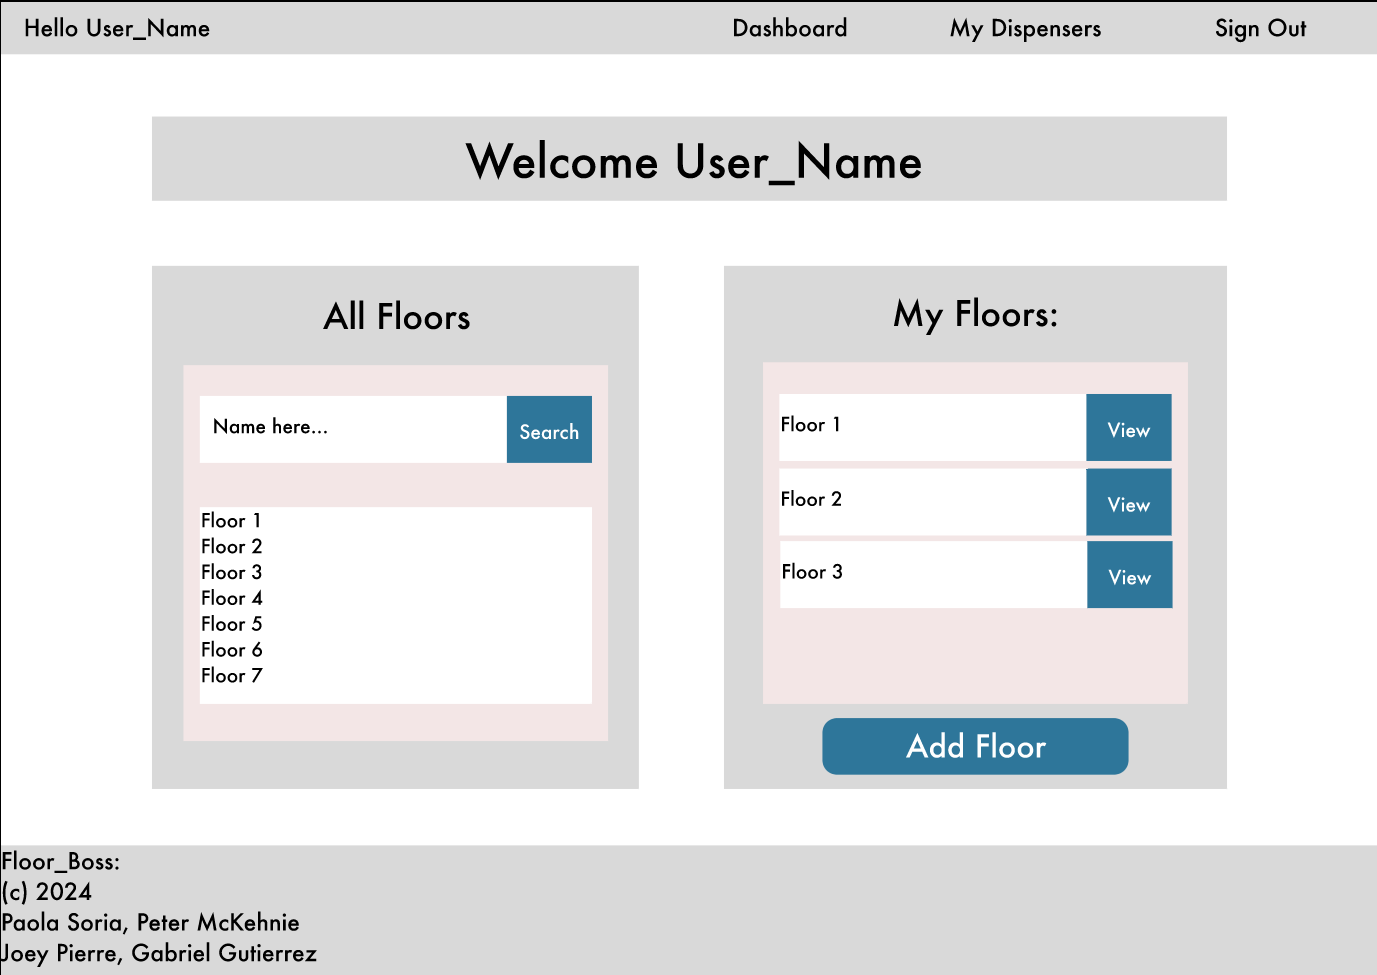 Hello User_Name
Dashboard
My Dispensers
Sign Out
Welcome User_Name
All Floors
Name here...
Search
Floor 1
Floor 2
Floor 3
Floor 4
Floor 5
Floor 6
Floor 7
My Floors:
Floor 1
View
Floor 2
View
Floor 3
View
Add Floor
Floor_Boss:
(c) 2024
Paola Soria, Peter McKehnie
Joey Pierre, Gabriel Gutierrez